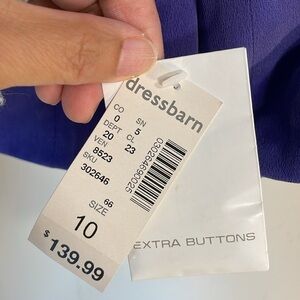 dressbarn
CO SN
0 5
DEPT CL
20 23
VEN
8523
SKU
302646
030264690025
66
SIZE
10
$139.99
EXTRA BUTTONS